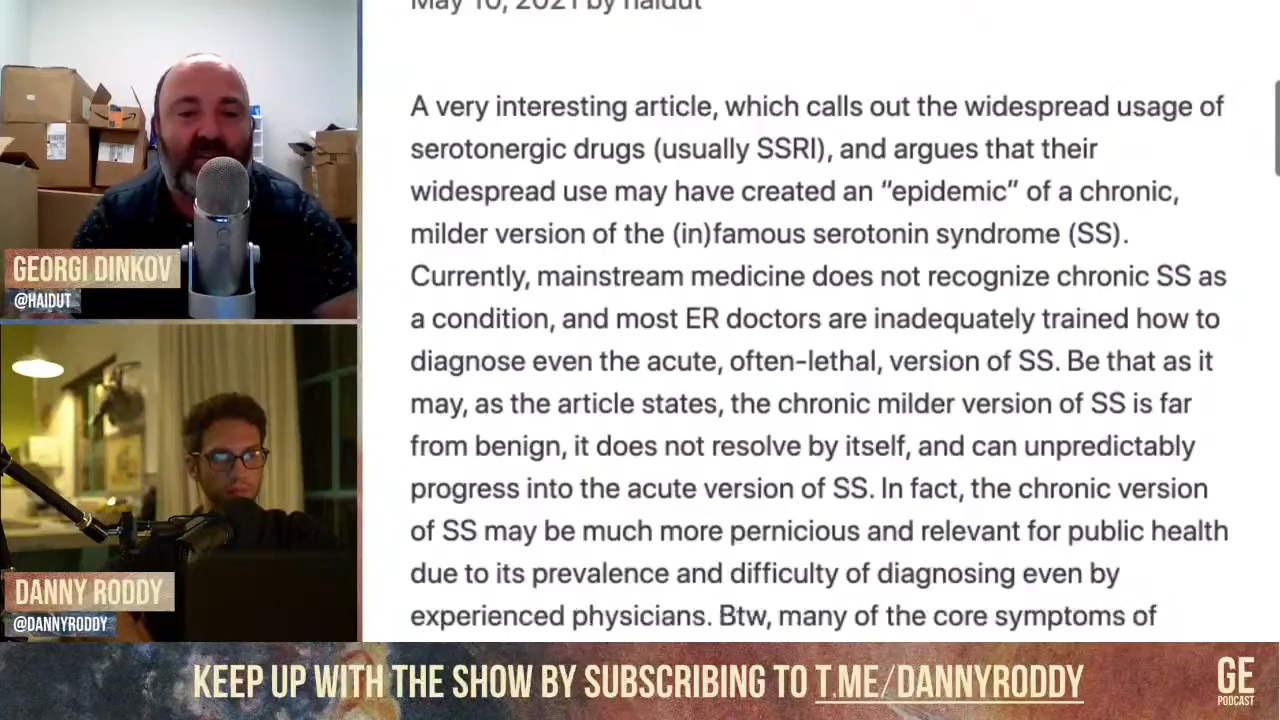 May 10, 2021 by haidut
A very interesting article, which calls out the widespread usage of
serotonergic drugs (usually SSRI), and argues that their
widespread use may have created an “epidemic” of a chronic,
milder version of the (in)famous serotonin syndrome (SS).
Currently, mainstream medicine does not recognize chronic SS as
a condition, and most ER doctors are inadequately trained how to
diagnose even the acute, often-lethal, version of SS. Be that as it
may, as the article states, the chronic milder version of SS is far
from benign, it does not resolve by itself, and can unpredictably
progress into the acute version of SS. In fact, the chronic version
of SS may be much more pernicious and relevant for public health
due to its prevalence and difficulty of diagnosing even by
experienced physicians. Btw, many of the core symptoms of
GEORGI DINKOV
@HAIDUT
DANNY RODDY
@DANNYRODDY
KEEP UP WITH THE SHOW BY SUBSCRIBING TO T.ME/DANNYRODDY
GE
PODCAST